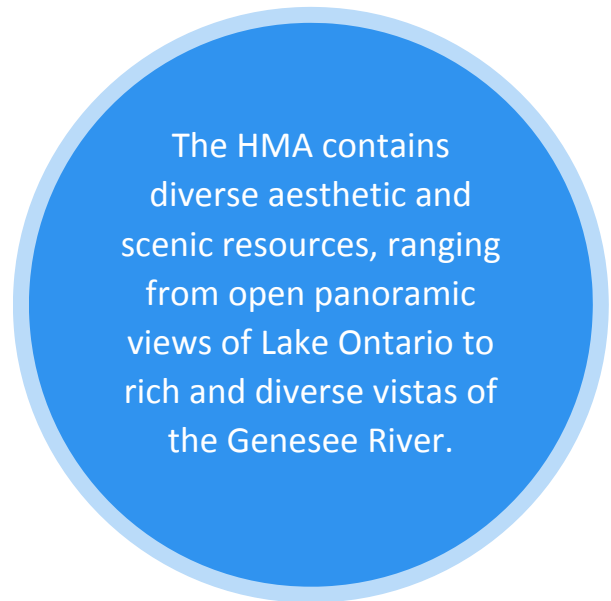 The HMA contains
diverse aesthetic and
scenic resources, ranging
from open panoramic
views of Lake Ontario to
rich and diverse vistas of
the Genesee River.